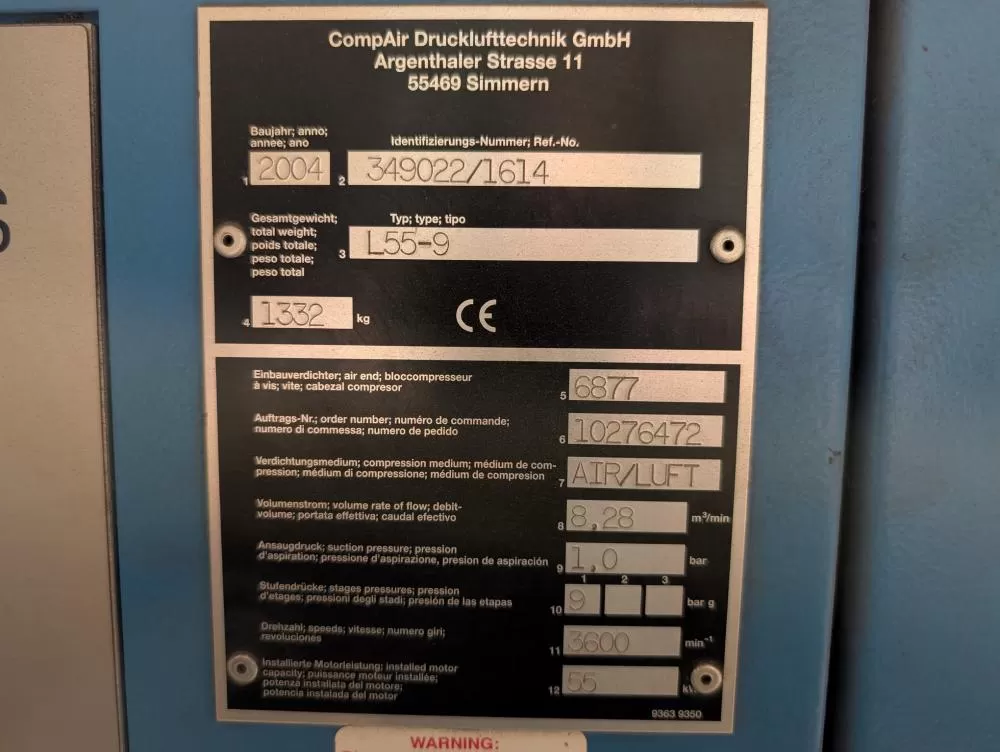 CompAir Drucklufttechnik GmbH
Argenthaler Strasse 11
55469 Simmern
Baujahr; anno;
annee; ano
Identifizierungs-Nummer; Ref.-No.
1 2004 2 349022/1614
Gesamtgewicht;
total weight;
poids totale;
peso totale;
peso total
Typ; type; tipo
3 L55-9
4 1332 kg
CE
Einbauverdichter; air end; bloccompresseur
à vis; vite; cabezal compresor
5 6877
Auftrags-Nr.; order number; numéro de commande;
numero di commessa; numero de pedido
6 10276472
Verdichtungsmedium; compression medium; médium de com-
pression; médium di compressione; médium de compresion
7 AIR/LUFT
Volumenstrom; volume rate of flow; debit-
volume; portata effettiva; caudal efectivo
8 8,28 m³/min
Ansaugdruck; suction pressure; pression
d'aspiration; pressione d'aspirazione, presion de aspiración
9 1,0 bar
1 2 3
Stufendrücke; stages pressures; pression
d'etages; pressioni degli stadi; presión de las etapas
10 9 bar g
Drehzahl; speeds; vitesse; numero giri;
revoluciones
11 3600 min⁻¹
Installierte Motorleistung; installed motor
capacity; puissance moteur installée;
potenza installata del motore;
potencia instalada del motor
12 55
9363 9350
WARNING: